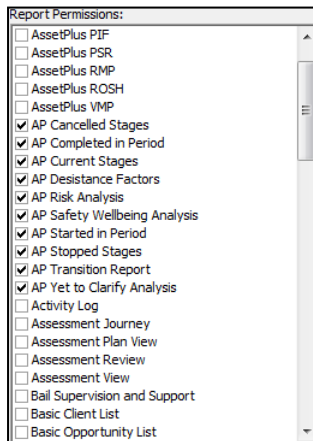 Report Permissions:
AssetPlus PIF
AssetPlus PSR
AssetPlus RMP
AssetPlus ROSH
AssetPlus VMP
AP Cancelled Stages
AP Completed in Period
AP Current Stages
AP Desistance Factors
AP Risk Analysis
AP Safety Wellbeing Analysis
AP Started in Period
AP Stopped Stages
AP Transition Report
AP Yet to Clarify Analysis
Activity Log
Assessment Journey
Assessment Plan View
Assessment Review
Assessment View
Bail Supervision and Support
Basic Client List
Basic Opportunity List